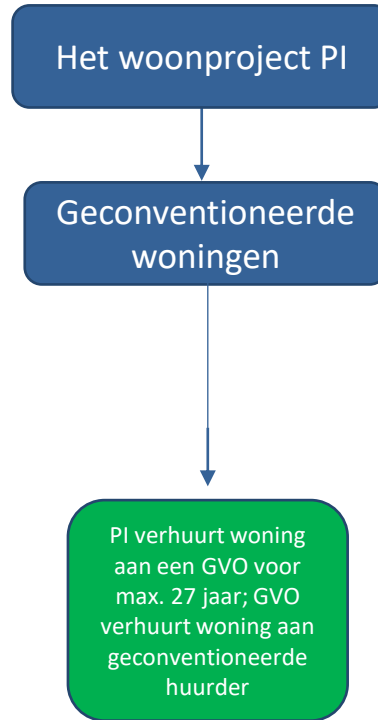 Het woonproject PI
Geconventioneerde
woningen
PI verhuurt woning
aan een GVO voor
max. 27 jaar; GVO
verhuurt woning aan
geconventioneerde
huurder